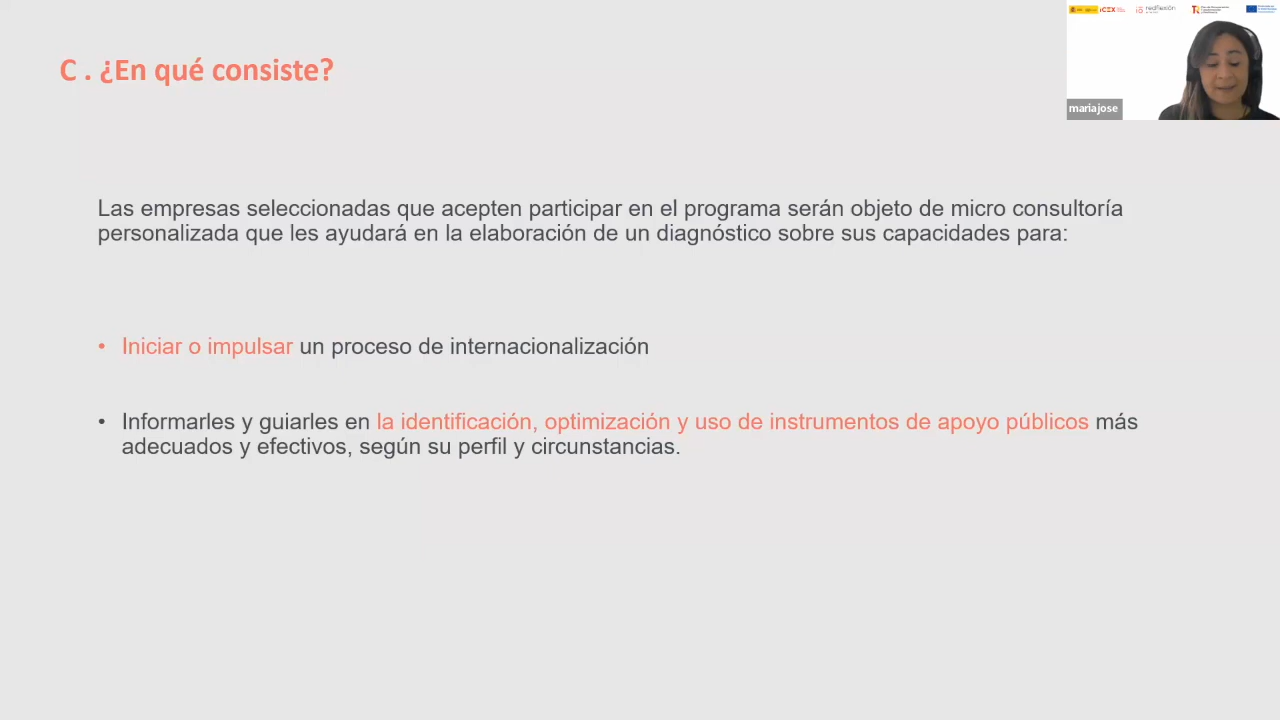 iCEX
redflexión
C . ¿En qué consiste?
mariajose
Las empresas seleccionadas que acepten participar en el programa serán objeto de micro consultoría
personalizada que les ayudará en la elaboración de un diagnóstico sobre sus capacidades para:
• Iniciar o impulsar un proceso de internacionalización
• Informarles y guiarles en la identificación, optimización y uso de instrumentos de apoyo públicos más
adecuados y efectivos, según su perfil y circunstancias.